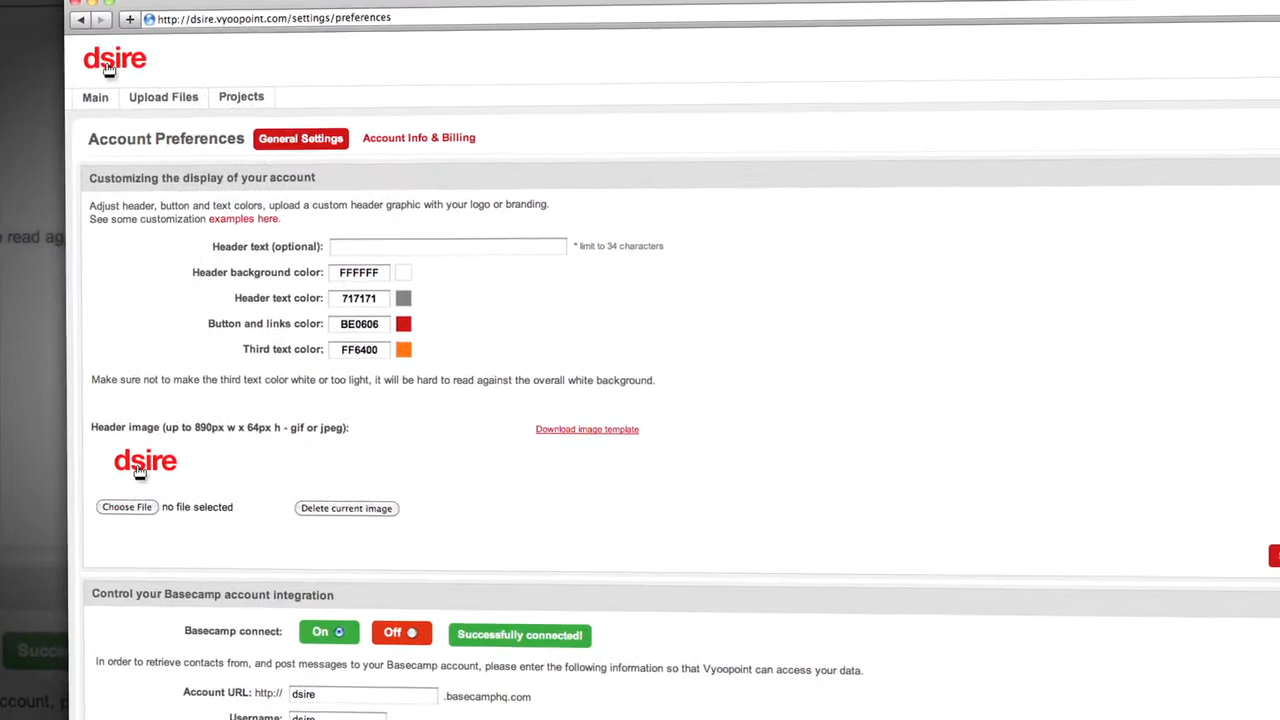 http://dsire.vyoopoint.com/settings/preferences
dsire
Main Upload Files Projects
Account Preferences General Settings Account Info & Billing
Customizing the display of your account
Adjust header, button and text colors, upload a custom header graphic with your logo or branding.
See some customization examples here.
Header text (optional): * limit to 34 characters
Header background color: FFFFFF
Header text color: 717171
Button and links color: BE0606
Third text color: FF6400
Make sure not to make the third text color white or too light, it will be hard to read against the overall white background.
Header image (up to 890px w x 64px h - gif or jpeg): Download image template
dsire
Choose File no file selected Delete current image
Control your Basecamp account integration
Basecamp connect: On Off Successfully connected!
In order to retrieve contacts from, and post messages to your Basecamp account, please enter the following information so that Vyoopoint can access your data.
Account URL: http:// dsire .basecamphq.com
Username: dsire
read